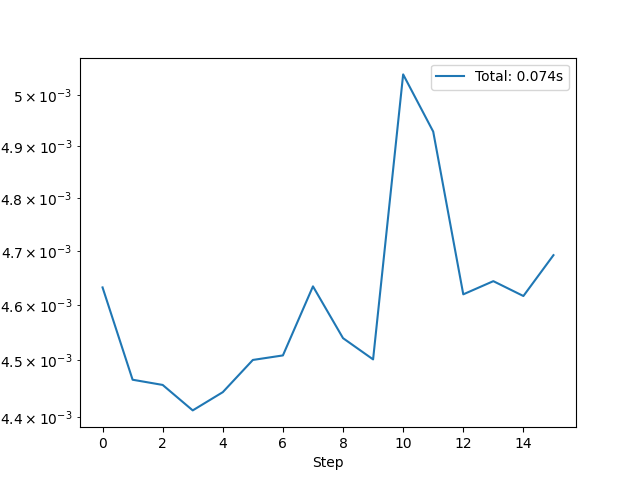 Total: 0.074s
5 × 10⁻³
4.9 × 10⁻³
4.8 × 10⁻³
4.7 × 10⁻³
4.6 × 10⁻³
4.5 × 10⁻³
4.4 × 10⁻³
0 2 4 6 8 10 12 14
Step